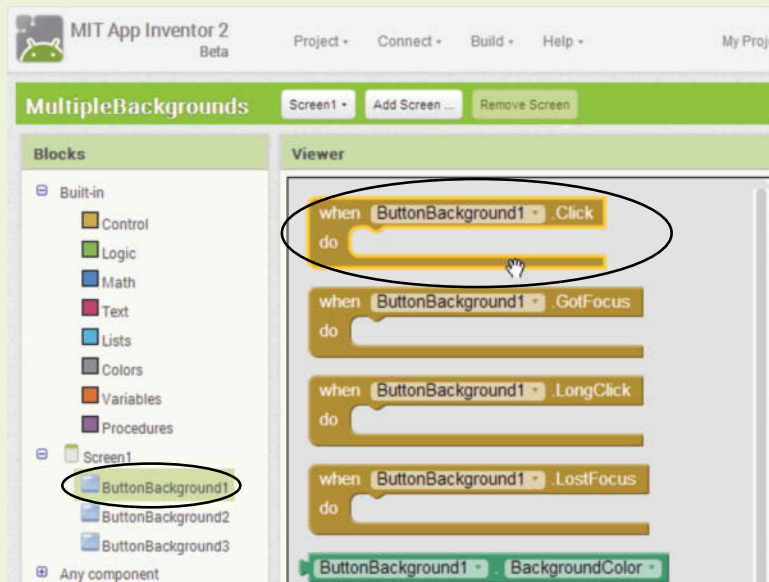 MIT App Inventor 2
Beta
Project Connect Build Help My Proj
MultipleBackgrounds Screen1 Add Screen ... Remove Screen
Blocks
Built-in
Control
Logic
Math
Text
Lists
Colors
Variables
Procedures
Screen1
ButtonBackground1
ButtonBackground2
ButtonBackground3
Any component
Viewer
when ButtonBackground1 .Click
do
when ButtonBackground1 .GotFocus
do
when ButtonBackground1 .LongClick
do
when ButtonBackground1 .LostFocus
do
ButtonBackground1 . BackgroundColor